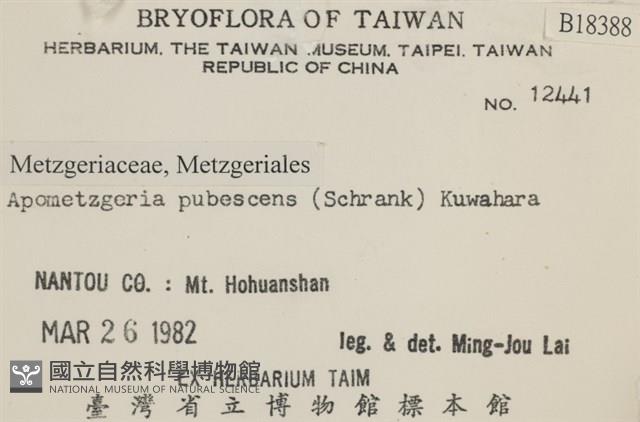 BRYOFLORA OF TAIWAN
B18388
HERBARIUM, THE TAIWAN MUSEUM, TAIPEI, TAIWAN
REPUBLIC OF CHINA
NO. 12441
Metzgeriaceae, Metzgeriales
Apometzgeria pubescens (Schrank) Kuwahara
NANTOU CO. : Mt. Hohuanshan
MAR 26 1982
leg. & det. Ming-Jou Lai
國立自然科學博物館
NATIONAL MUSEUM OF NATURAL SCIENCE
EX HERBARIUM TAIM
臺灣省立博物館標本館